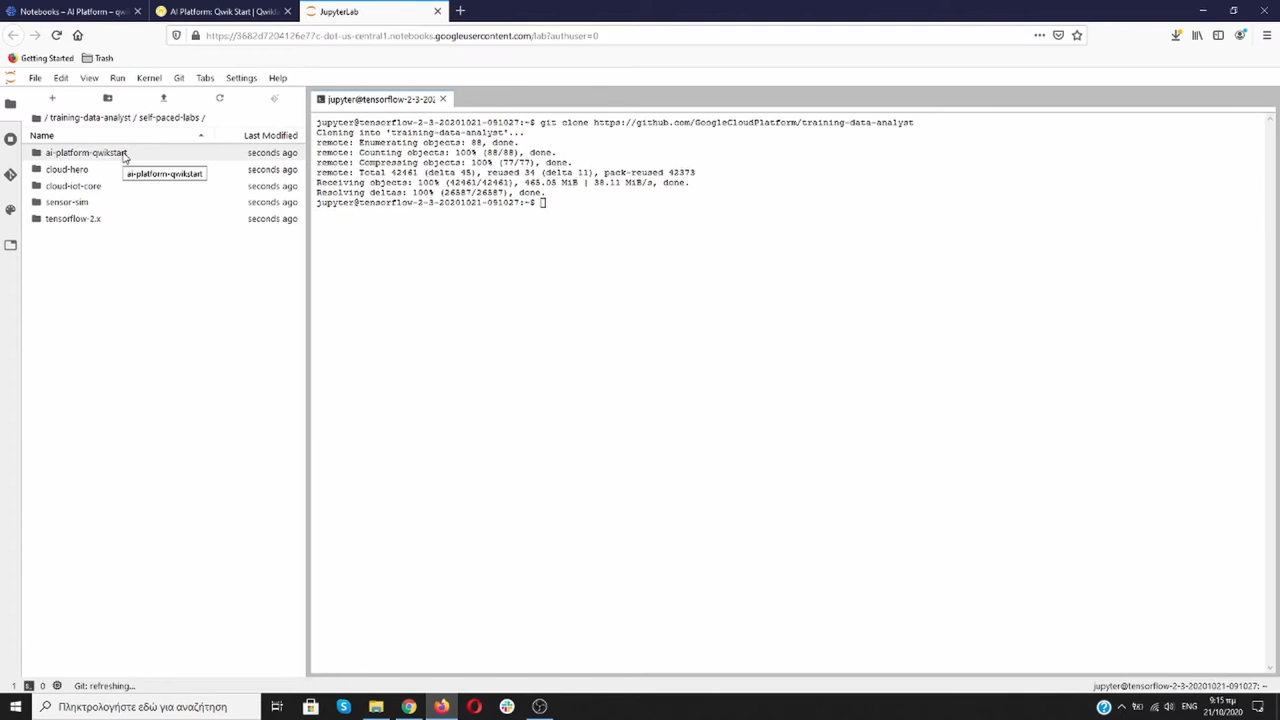 Notebooks – AI Platform – qwi
AI Platform: Qwik Start | Qwikla
JupyterLab
https://3682d7204126e77c-dot-us-central1.notebooks.googleusercontent.com/lab?authuser=0
Getting Started
Trash
File Edit View Run Kernel Git Tabs Settings Help
jupyter@tensorflow-2-3-202
/ training-data-analyst / self-paced-labs /
Name Last Modified
ai-platform-qwikstart seconds ago
cloud-hero seconds ago
ai-platform-qwikstart
cloud-iot-core seconds ago
sensor-sim seconds ago
tensorflow-2.x seconds ago
jupyter@tensorflow-2-3-20201021-091027:~$ git clone https://github.com/GoogleCloudPlatform/training-data-analyst
Cloning into 'training-data-analyst'...
remote: Enumerating objects: 88, done.
remote: Counting objects: 100% (88/88), done.
remote: Compressing objects: 100% (77/77), done.
remote: Total 42461 (delta 45), reused 34 (delta 11), pack-reused 42373
Receiving objects: 100% (42461/42461), 465.05 MiB | 38.11 MiB/s, done.
Resolving deltas: 100% (26587/26587), done.
jupyter@tensorflow-2-3-20201021-091027:~$
1 0 Git: refreshing...
jupyter@tensorflow-2-3-20201021-091027: ~
Πληκτρολογήστε εδώ για αναζήτηση
ΕΝG
9:15 πμ
21/10/2020